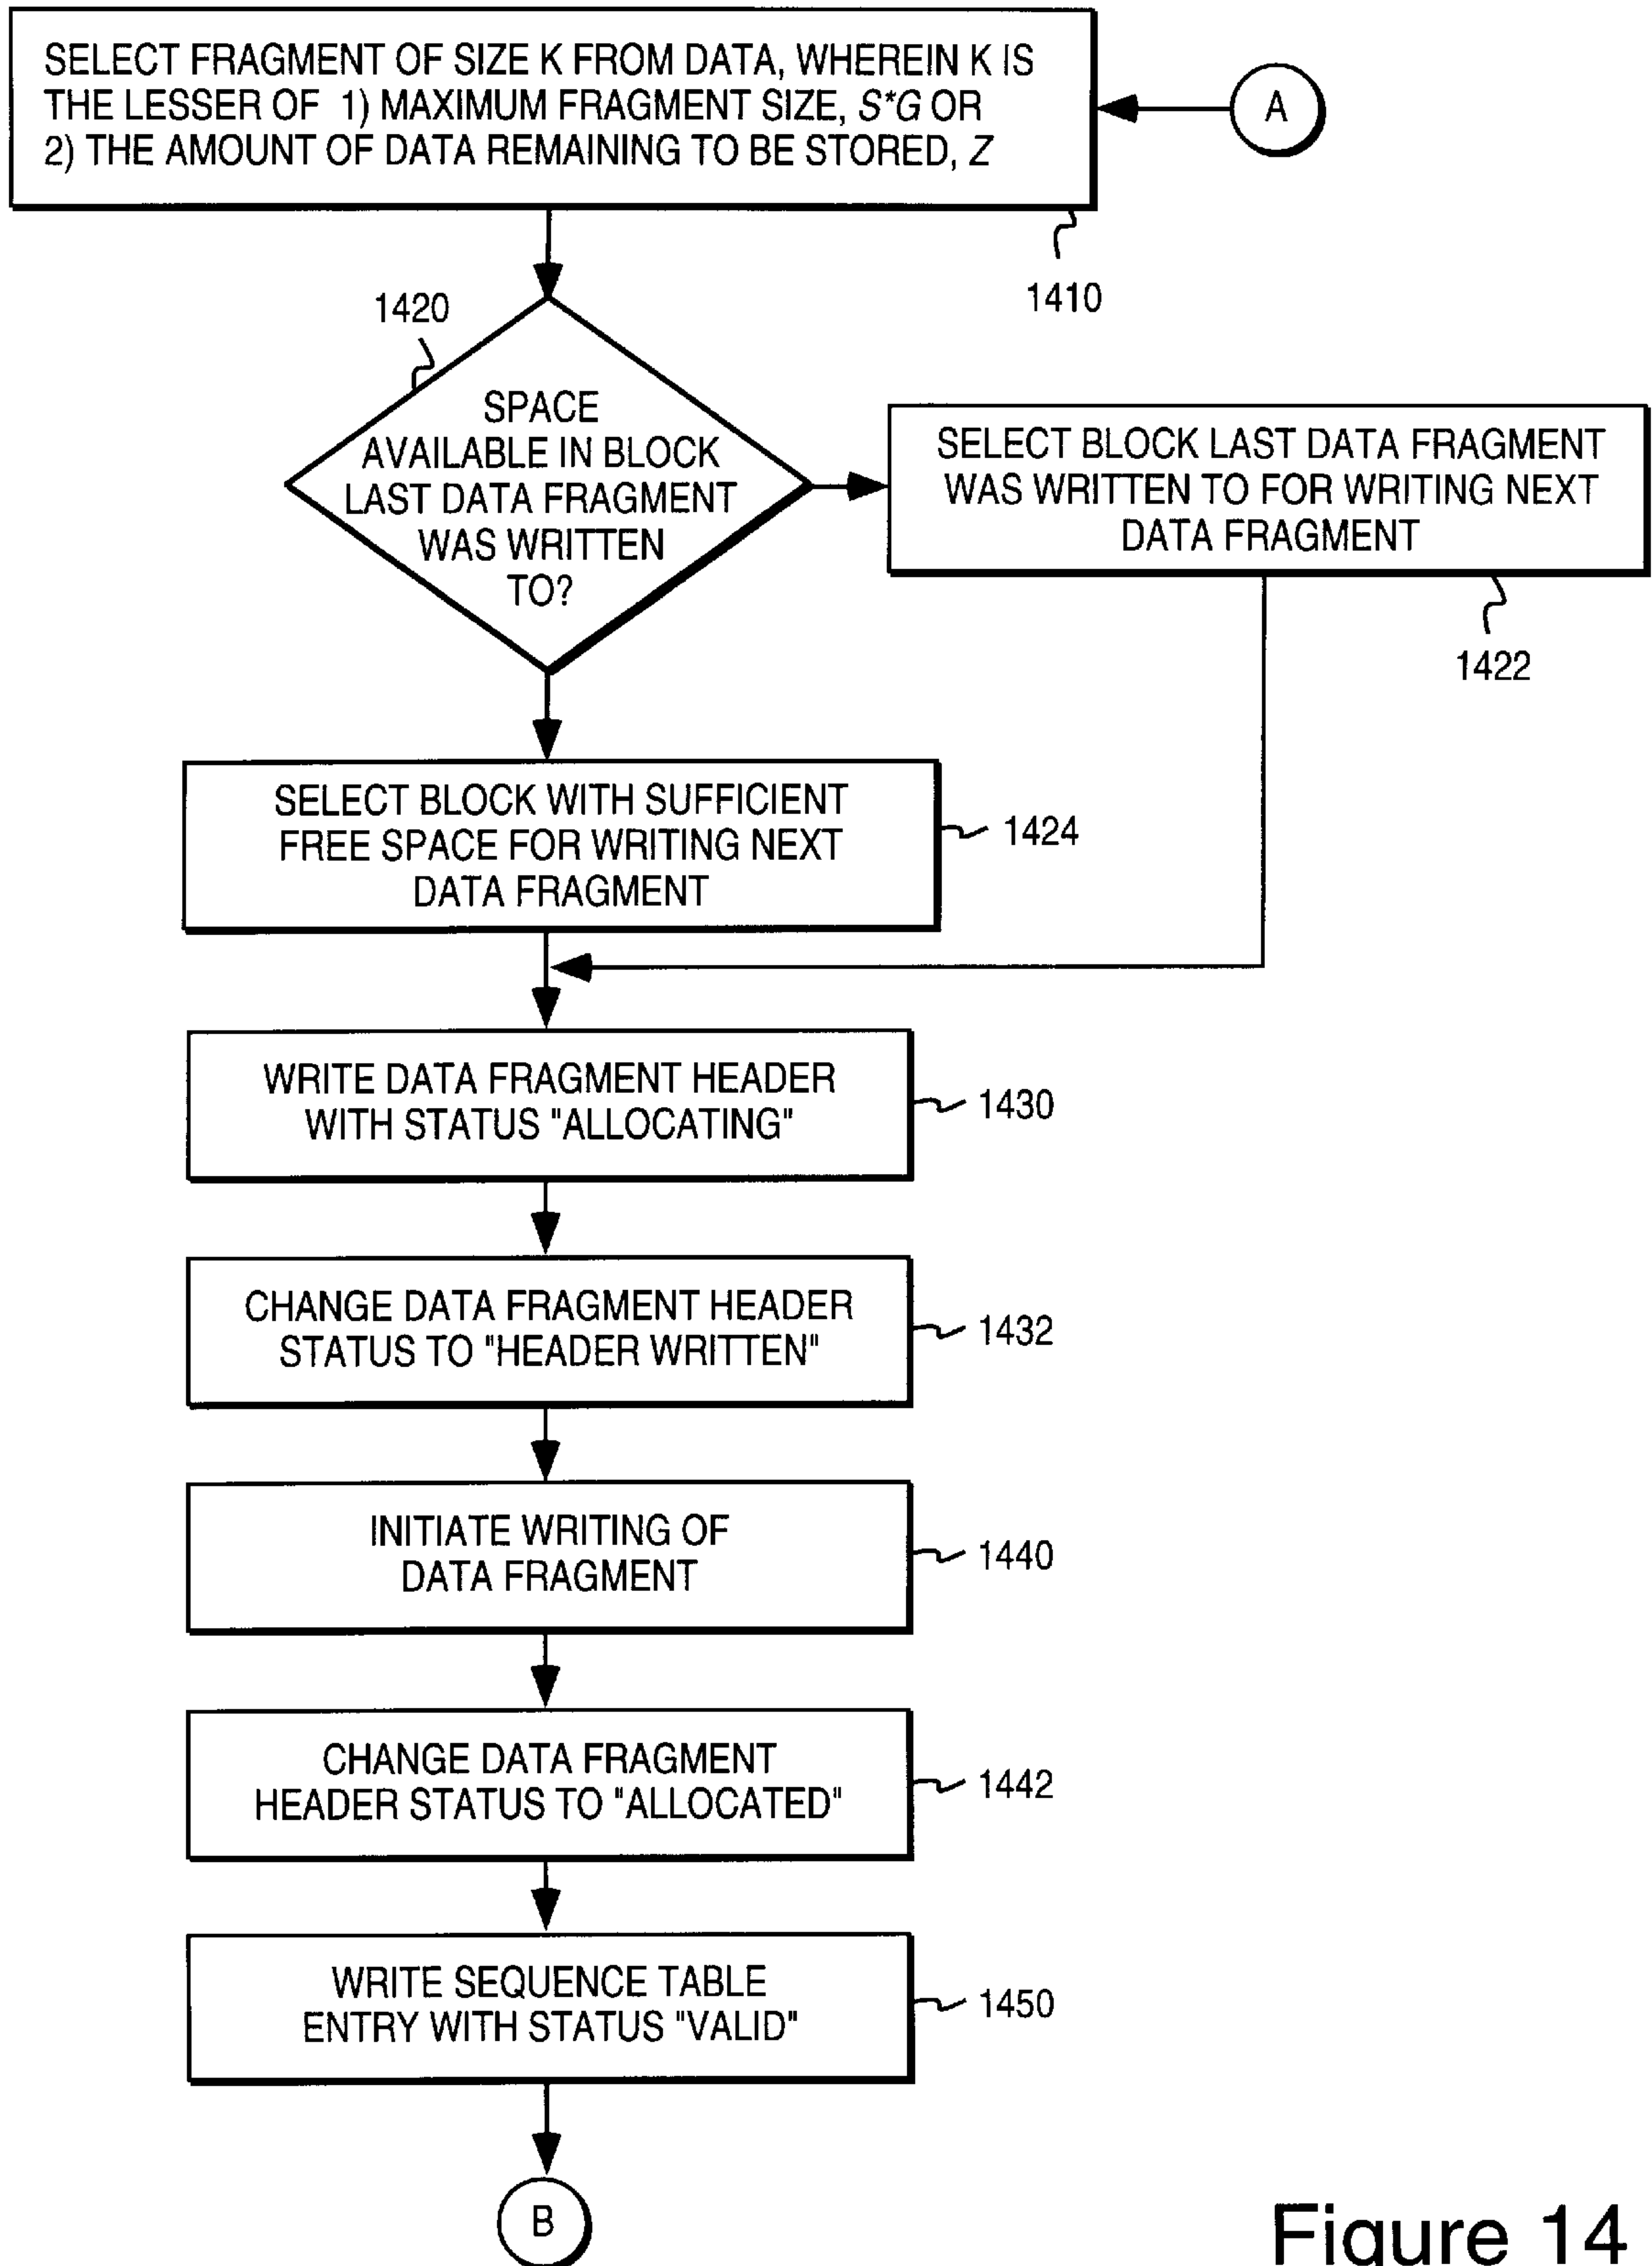 SELECT FRAGMENT OF SIZE K FROM DATA, WHEREIN K IS
THE LESSER OF 1) MAXIMUM FRAGMENT SIZE, S*G OR
2) THE AMOUNT OF DATA REMAINING TO BE STORED, Z
A
1410
1420
SPACE
AVAILABLE IN BLOCK
LAST DATA FRAGMENT
WAS WRITTEN
TO?
SELECT BLOCK LAST DATA FRAGMENT
WAS WRITTEN TO FOR WRITING NEXT
DATA FRAGMENT
1422
SELECT BLOCK WITH SUFFICIENT
FREE SPACE FOR WRITING NEXT
DATA FRAGMENT
1424
WRITE DATA FRAGMENT HEADER
WITH STATUS "ALLOCATING"
1430
CHANGE DATA FRAGMENT HEADER
STATUS TO "HEADER WRITTEN"
1432
INITIATE WRITING OF
DATA FRAGMENT
1440
CHANGE DATA FRAGMENT
HEADER STATUS TO "ALLOCATED"
1442
WRITE SEQUENCE TABLE
ENTRY WITH STATUS "VALID"
1450
B
Figure 14